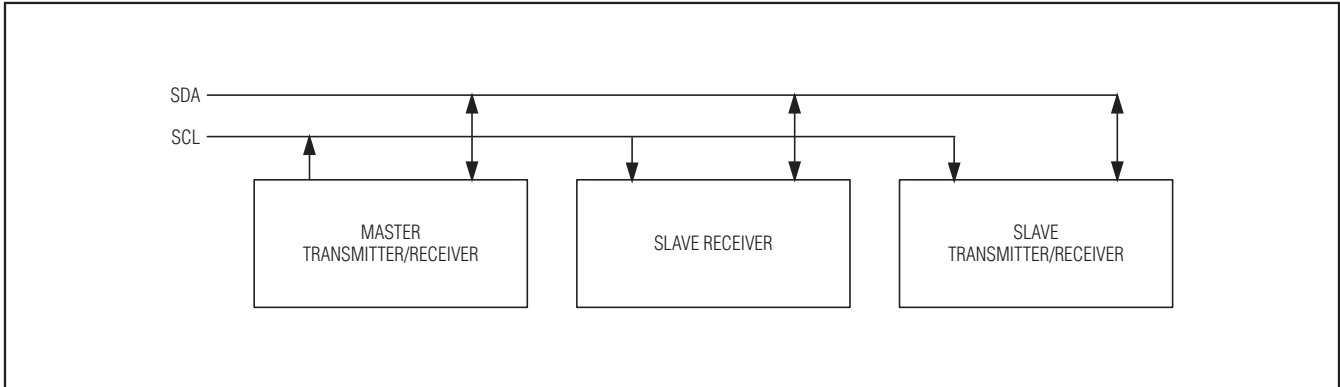 SDA
SCL
MASTER
TRANSMITTER/RECEIVER
SLAVE RECEIVER
SLAVE
TRANSMITTER/RECEIVER